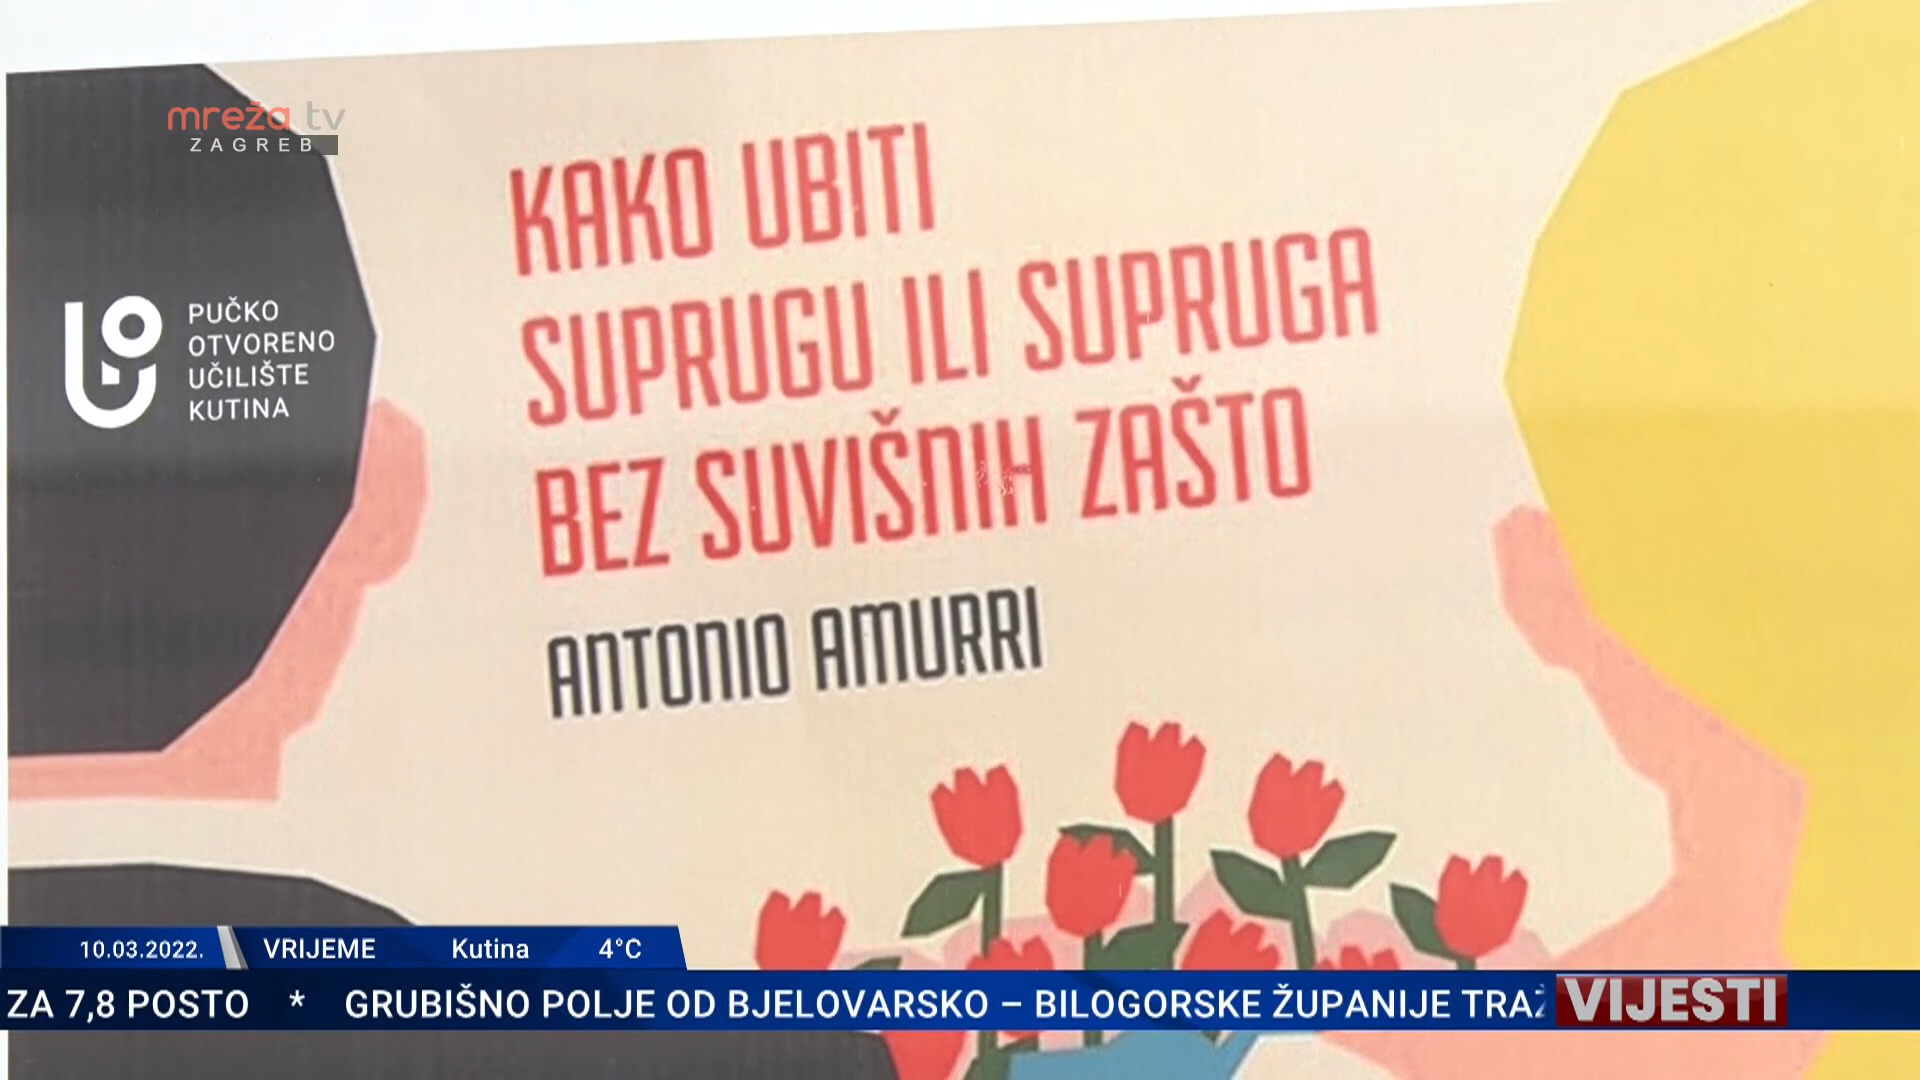 mreža tv
ZAGREB
KAKO UBITI
SUPRUGU ILI SUPRUGA
BEZ SUVIŠNIH ZAŠTO
ANTONIO AMURRI
PUČKO
OTVORENO
UČILIŠTE
KUTINA
10.03.2022. VRIJEME Kutina 4°C
ZA 7,8 POSTO * GRUBIŠNO POLJE OD BJELOVARSKO – BILOGORSKE ŽUPANIJE TRAŽ
VIJESTI